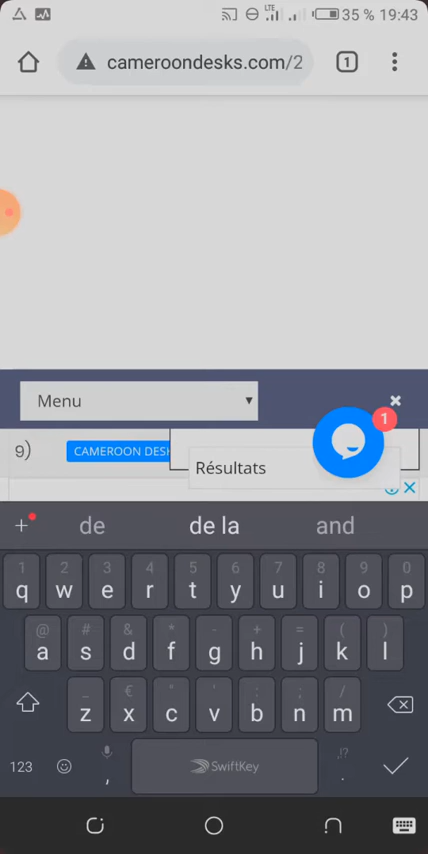 LTE 35 % 19:43
cameroondesks.com/2 1
Menu
1
9) CAMEROON DESK
Résultats
de de la and
1 2 3 4 5 6 7 8 9 0
q w e r t y u i o p
@ # & * - + = ( )
a s d f g h j k l
_ € " ' : ; /
z x c v b n m
123 , SwiftKey ,!? .